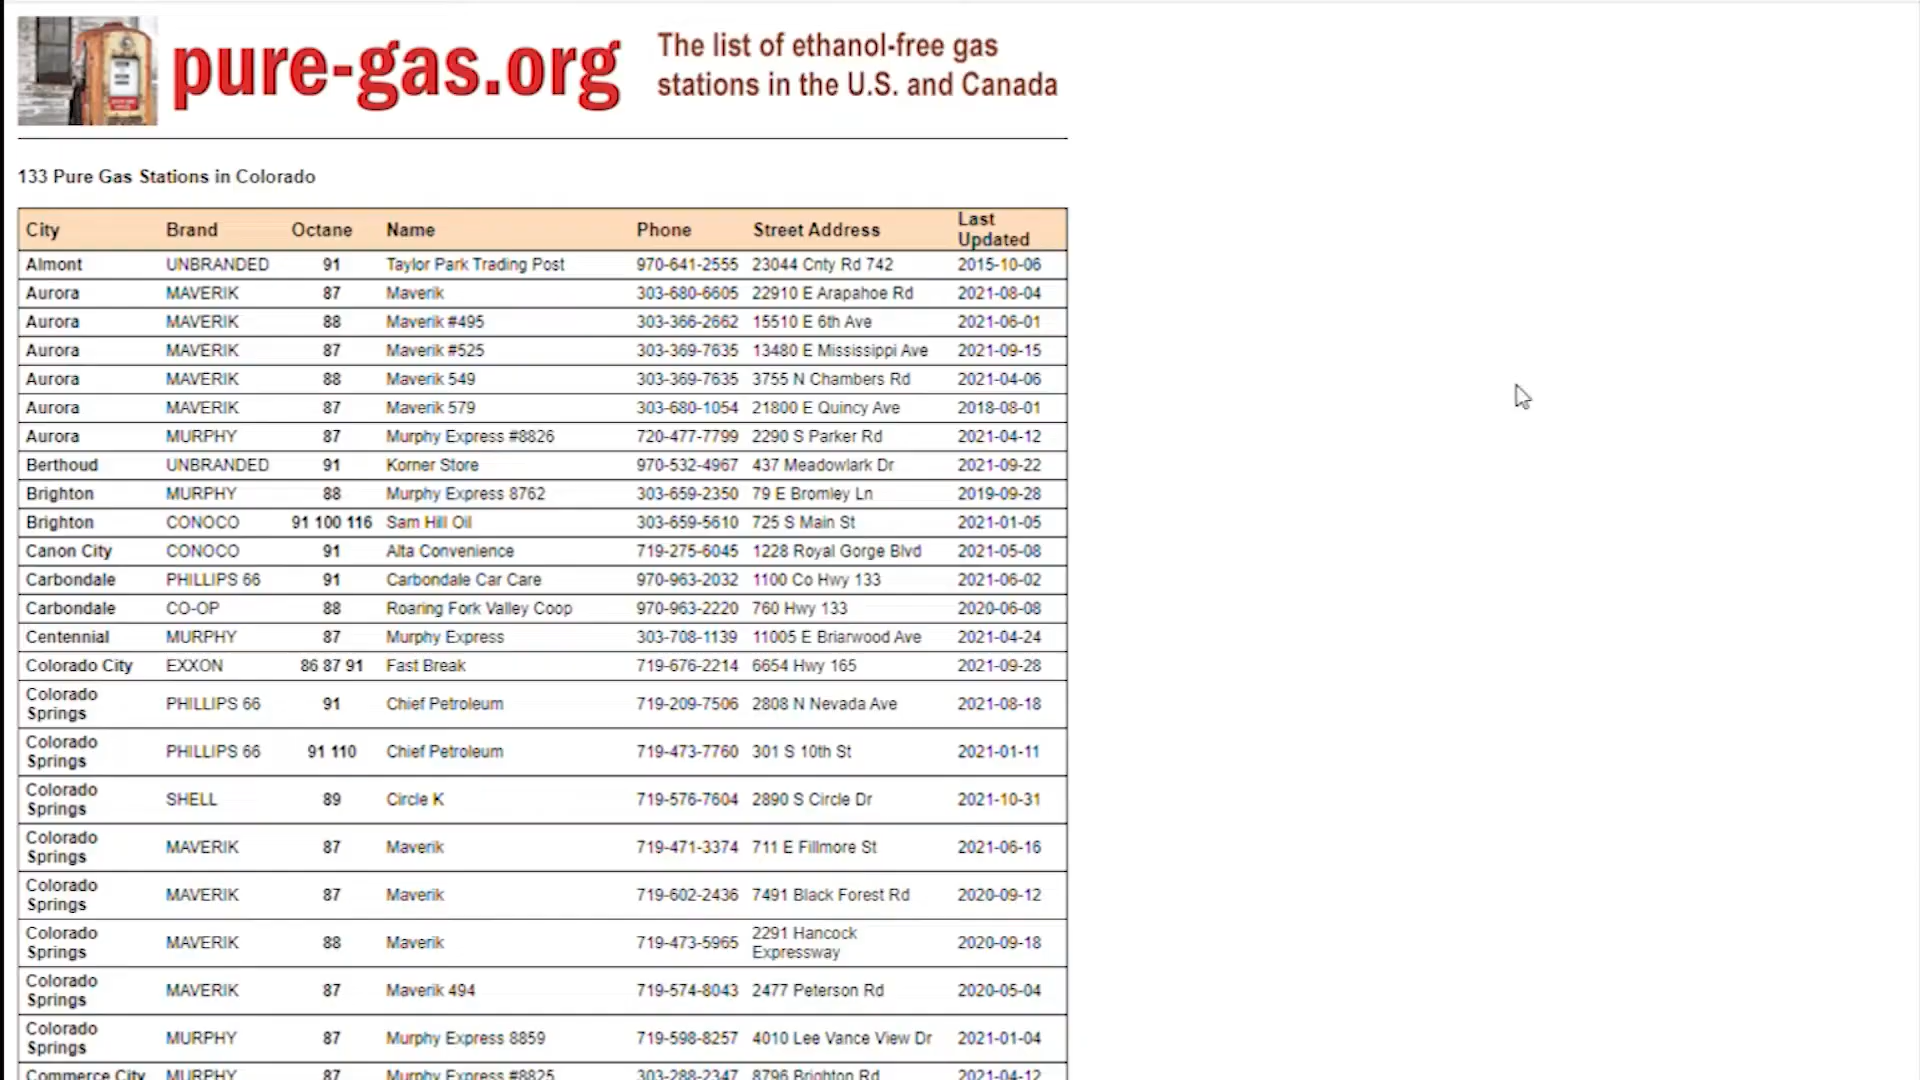 pure-gas.org
The list of ethanol-free gas
stations in the U.S. and Canada
133 Pure Gas Stations in Colorado
City Brand Octane Name Phone Street Address Last Updated
Almont UNBRANDED 91 Taylor Park Trading Post 970-641-2555 23044 Cnty Rd 742 2015-10-06
Aurora MAVERIK 87 Maverik 303-680-6605 22910 E Arapahoe Rd 2021-08-04
Aurora MAVERIK 88 Maverik #495 303-366-2662 15510 E 6th Ave 2021-06-01
Aurora MAVERIK 87 Maverik #525 303-369-7635 13480 E Mississippi Ave 2021-09-15
Aurora MAVERIK 88 Maverik 549 303-369-7635 3755 N Chambers Rd 2021-04-06
Aurora MAVERIK 87 Maverik 579 303-680-1054 21800 E Quincy Ave 2018-08-01
Aurora MURPHY 87 Murphy Express #8826 720-477-7799 2290 S Parker Rd 2021-04-12
Berthoud UNBRANDED 91 Korner Store 970-532-4967 437 Meadowlark Dr 2021-09-22
Brighton MURPHY 88 Murphy Express 8762 303-659-2350 79 E Bromley Ln 2019-09-28
Brighton CONOCO 91 100 116 Sam Hill Oil 303-659-5610 725 S Main St 2021-01-05
Canon City CONOCO 91 Alta Convenience 719-275-6045 1228 Royal Gorge Blvd 2021-05-08
Carbondale PHILLIPS 66 91 Carbondale Car Care 970-963-2032 1100 Co Hwy 133 2021-06-02
Carbondale CO-OP 88 Roaring Fork Valley Coop 970-963-2220 760 Hwy 133 2020-06-08
Centennial MURPHY 87 Murphy Express 303-708-1139 11005 E Briarwood Ave 2021-04-24
Colorado City EXXON 86 87 91 Fast Break 719-676-2214 6654 Hwy 165 2021-09-28
Colorado Springs PHILLIPS 66 91 Chief Petroleum 719-209-7506 2808 N Nevada Ave 2021-08-18
Colorado Springs PHILLIPS 66 91 110 Chief Petroleum 719-473-7760 301 S 10th St 2021-01-11
Colorado Springs SHELL 89 Circle K 719-576-7604 2890 S Circle Dr 2021-10-31
Colorado Springs MAVERIK 87 Maverik 719-471-3374 711 E Fillmore St 2021-06-16
Colorado Springs MAVERIK 87 Maverik 719-602-2436 7491 Black Forest Rd 2020-09-12
Colorado Springs MAVERIK 88 Maverik 719-473-5965 2291 Hancock Expressway 2020-09-18
Colorado Springs MAVERIK 87 Maverik 494 719-574-8043 2477 Peterson Rd 2020-05-04
Colorado Springs MURPHY 87 Murphy Express 8859 719-598-8257 4010 Lee Vance View Dr 2021-01-04
Commerce City MURPHY 87 Murphy Express #8825 303-288-2347 8796 Brighton Rd 2021-04-12